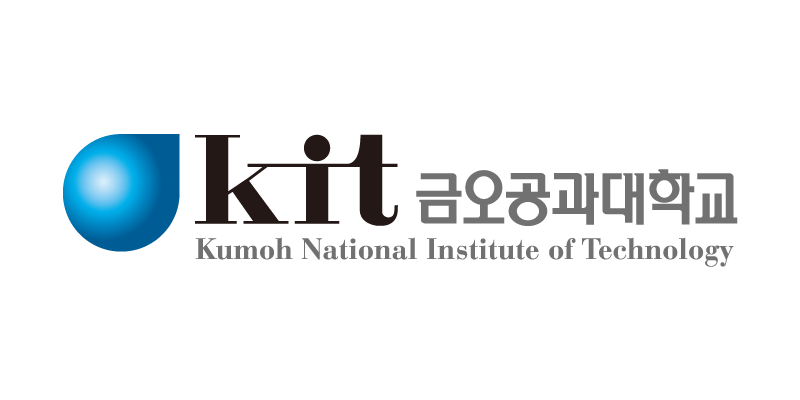 kit 금오공과대학교
Kumoh National Institute of Technology